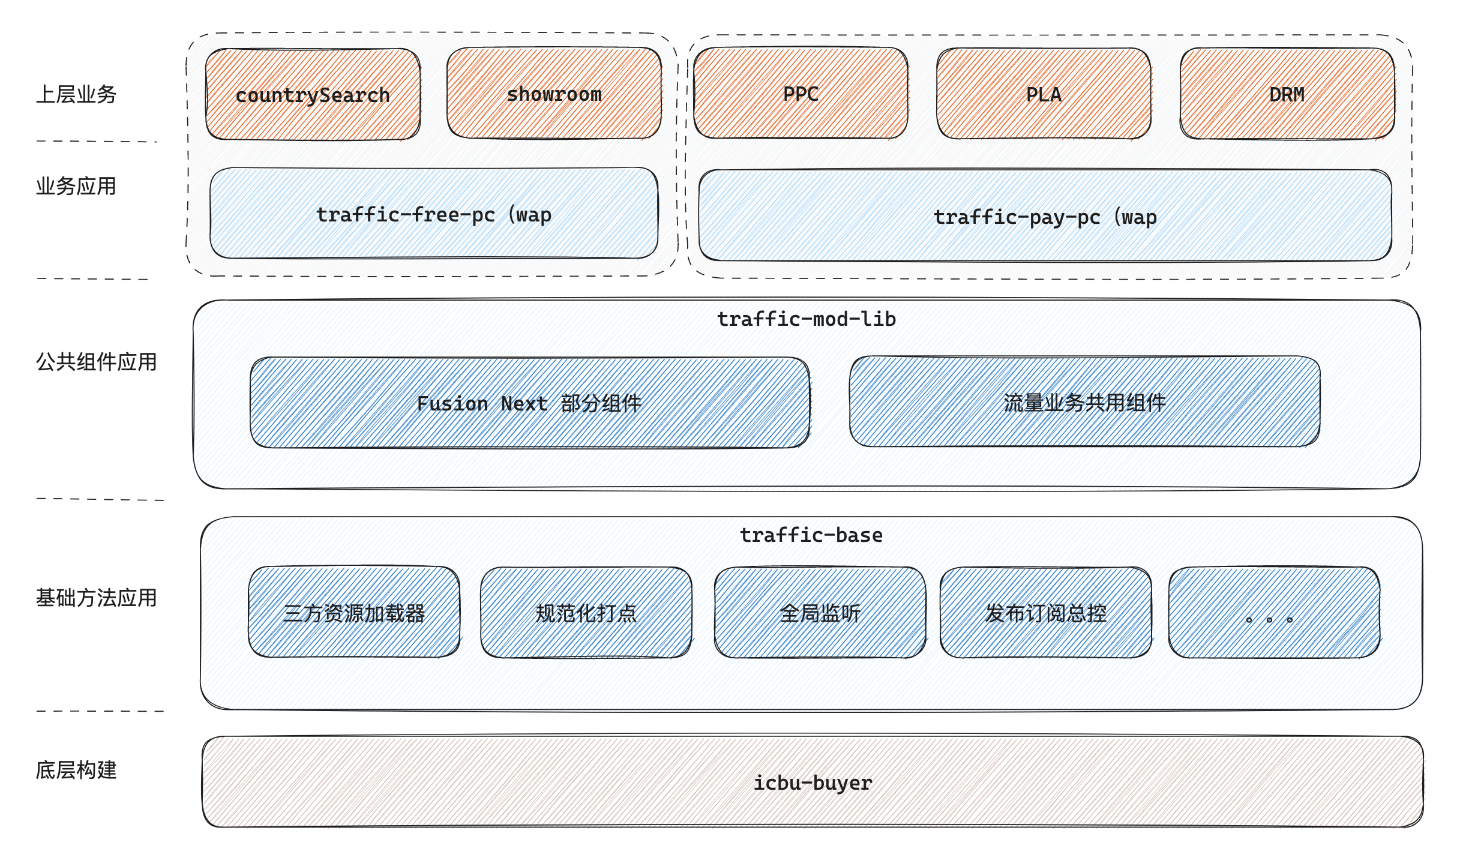 上层业务
countrySearch
showroom
PPC
PLA
DRM
业务应用
traffic-free-pc（wap
traffic-pay-pc（wap
公共组件应用
traffic-mod-lib
Fusion Next 部分组件
流量业务共用组件
基础方法应用
traffic-base
三方资源加载器
规范化打点
全局监听
发布订阅总控
。。。
底层构建
icbu-buyer